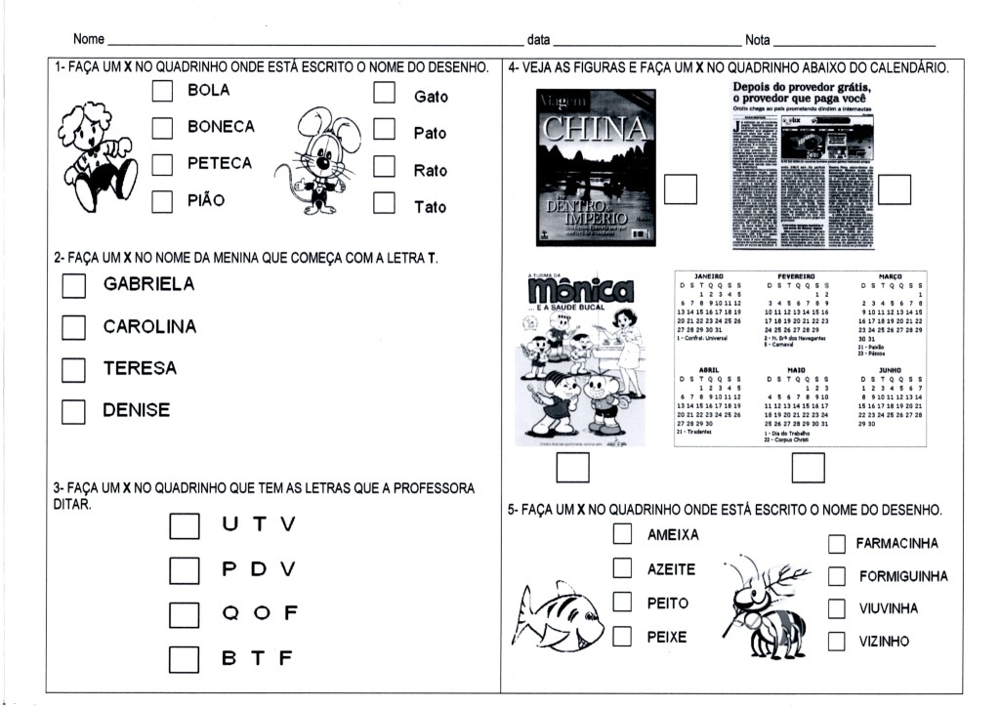 Nome data Nota
1- FAÇA UM X NO QUADRINHO ONDE ESTÁ ESCRITO O NOME DO DESENHO.
BOLA
BONECA
PETECA
PIÃO
Gato
Pato
Rato
Tato
2- FAÇA UM X NO NOME DA MENINA QUE COMEÇA COM A LETRA T.
GABRIELA
CAROLINA
TERESA
DENISE
3- FAÇA UM X NO QUADRINHO QUE TEM AS LETRAS QUE A PROFESSORA
DITAR.
U T V
P D V
Q O F
B T F
4- VEJA AS FIGURAS E FAÇA UM X NO QUADRINHO ABAIXO DO CALENDÁRIO.
Viagem
CHINA
DENTRO
IMPÉRIO
Depois do provedor grátis,
o provedor que paga você
Orolix chega ao país prometendo dindim a internautas
A TURMA DA
Mônica
... E A SAÚDE BUCAL
JANEIRO
D S T Q Q S S
1 2 3 4 5
6 7 8 9 10 11 12
13 14 15 16 17 18 19
20 21 22 23 24 25 26
27 28 29 30 31
1 - Confrat. Universal
FEVEREIRO
D S T Q Q S S
1 2
3 4 5 6 7 8 9
10 11 12 13 14 15 16
17 18 19 20 21 22 23
24 25 26 27 28 29
2 - N. Srª dos Navegantes
5 - Carnaval
MARÇO
D S T Q Q S S
1
2 3 4 5 6 7 8
9 10 11 12 13 14 15
16 17 18 19 20 21 22
23 24 25 26 27 28 29
30 31
21 - Paixão
23 - Páscoa
ABRIL
D S T Q Q S S
1 2 3 4 5
6 7 8 9 10 11 12
13 14 15 16 17 18 19
20 21 22 23 24 25 26
27 28 29 30
21 - Tiradentes
MAIO
D S T Q Q S S
1 2 3
4 5 6 7 8 9 10
11 12 13 14 15 16 17
18 19 20 21 22 23 24
25 26 27 28 29 30 31
1 - Dia do Trabalho
22 - Corpus Christi
JUNHO
D S T Q Q S S
1 2 3 4 5 6 7
8 9 10 11 12 13 14
15 16 17 18 19 20 21
22 23 24 25 26 27 28
29 30
5- FAÇA UM X NO QUADRINHO ONDE ESTÁ ESCRITO O NOME DO DESENHO.
AMEIXA
AZEITE
PEITO
PEIXE
FARMACINHA
FORMIGUINHA
VIUVINHA
VIZINHO